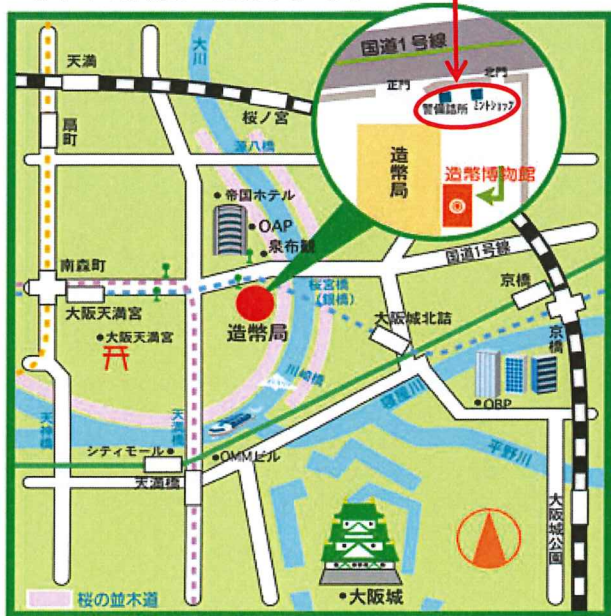 大川
国道1号線
正門
北門
警備詰所
ミントショップ
造幣局
造幣博物館
天満
扇町
桜ノ宮
源八橋
帝国ホテル
OAP
泉布観
南森町
国道1号線
桜宮橋
(銀橋)
京橋
大阪天満宮
造幣局
大阪城北詰
大阪天満宮
京橋
川崎橋
OBP
寝屋川
天神橋
天満橋
平野川
シティモール
OMMビル
天満橋
大阪城公園
大阪城
桜の並木道